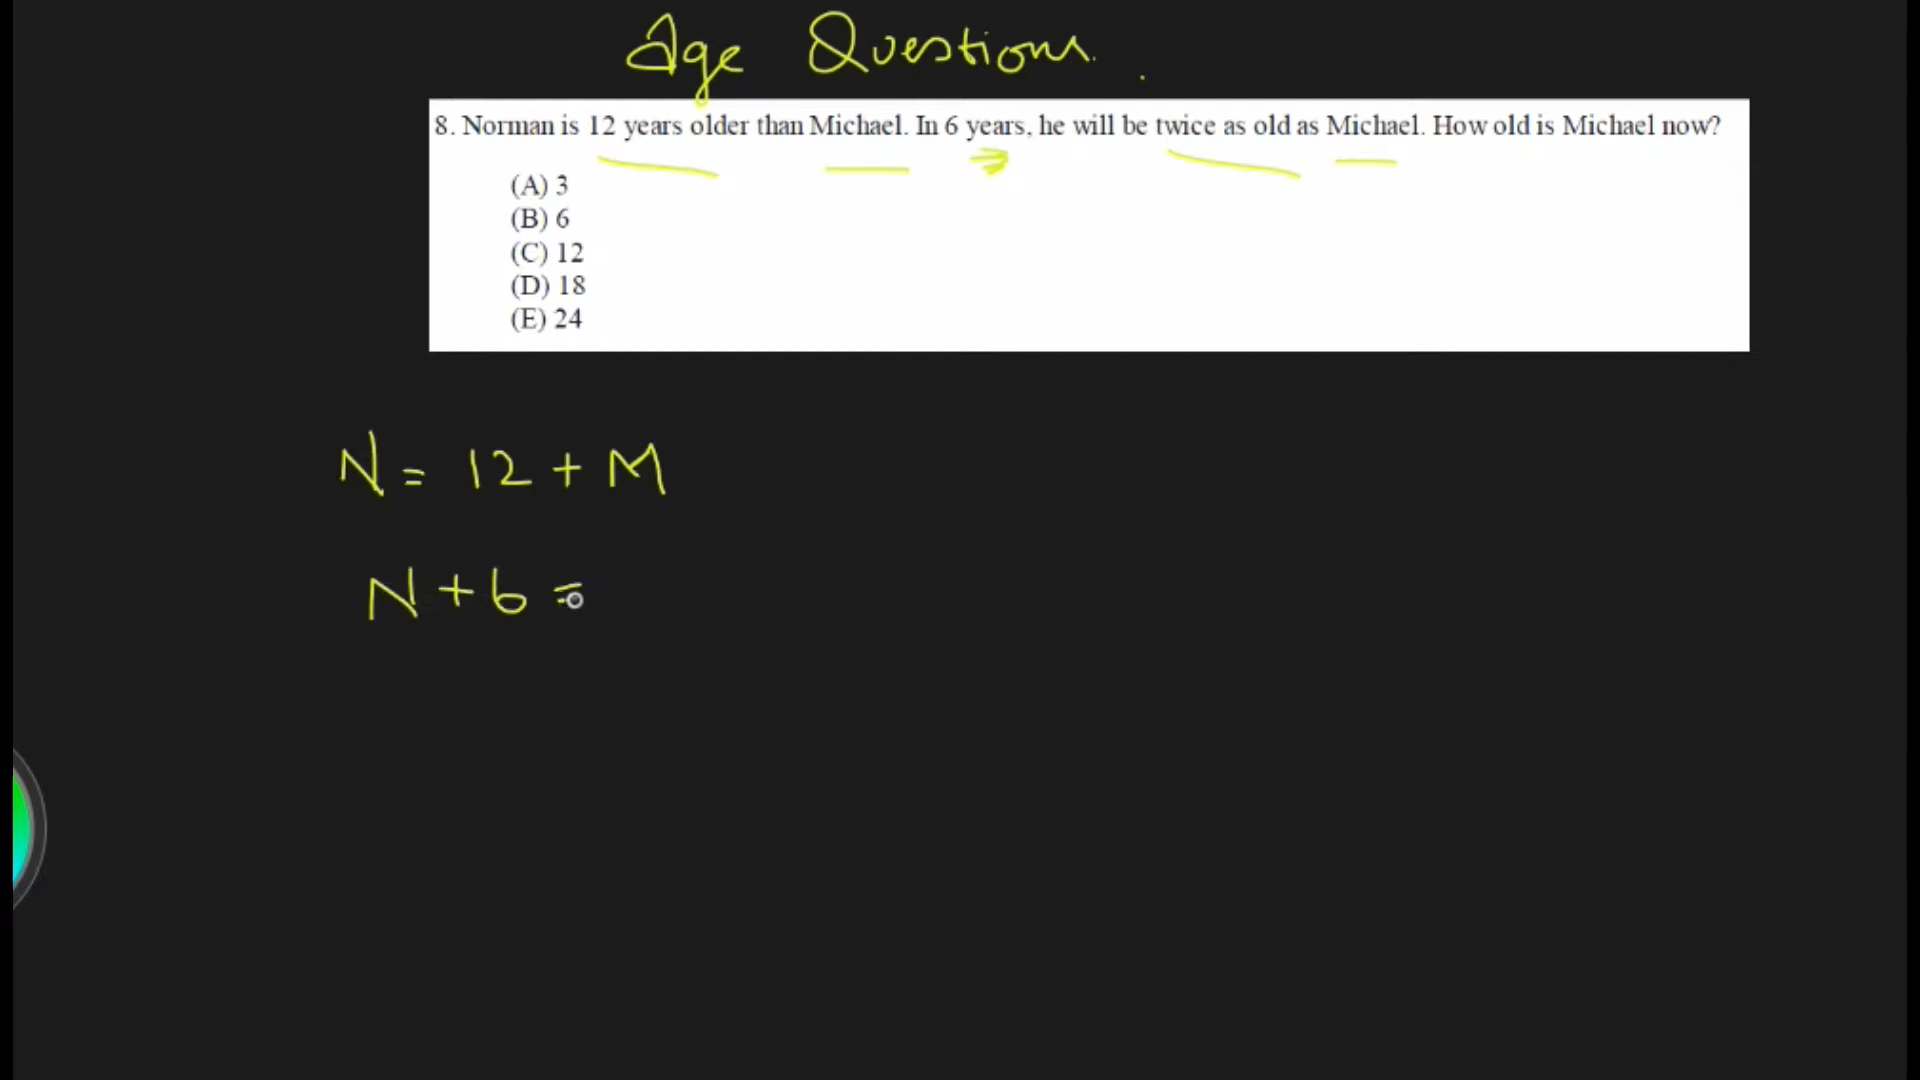 Age Questions.
8. Norman is 12 years older than Michael. In 6 years, he will be twice as old as Michael. How old is Michael now?
(A) 3
(B) 6
(C) 12
(D) 18
(E) 24
N = 12 + M
N + 6 =